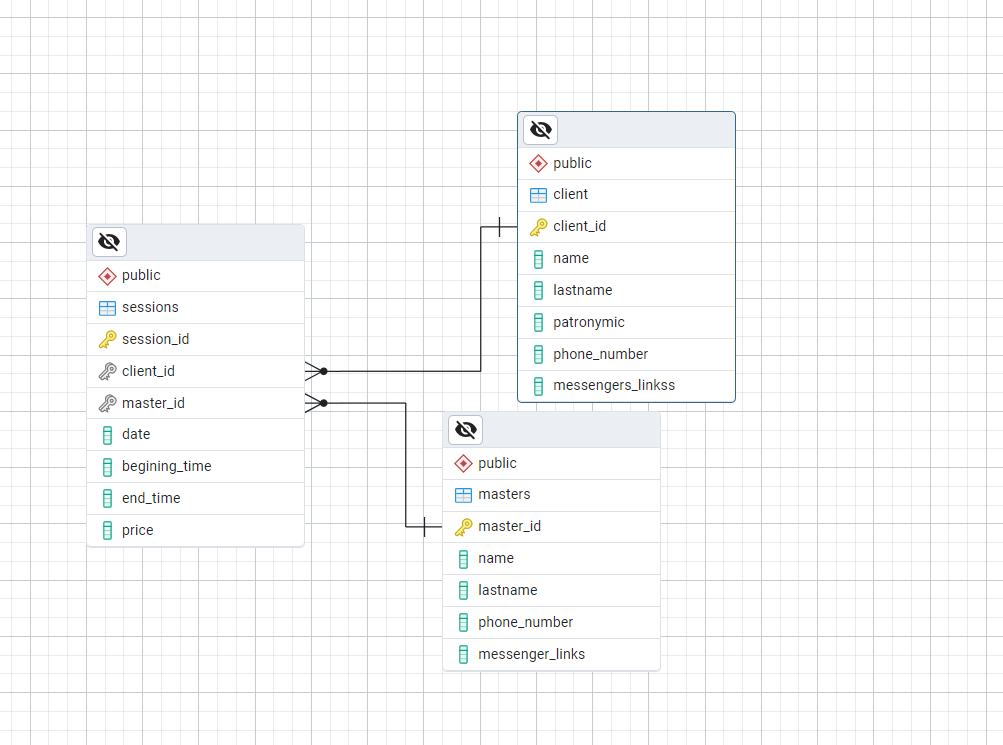 public
sessions
session_id
client_id
master_id
date
begining_time
end_time
price
public
client
client_id
name
lastname
patronymic
phone_number
messengers_linkss
public
masters
master_id
name
lastname
phone_number
messenger_links